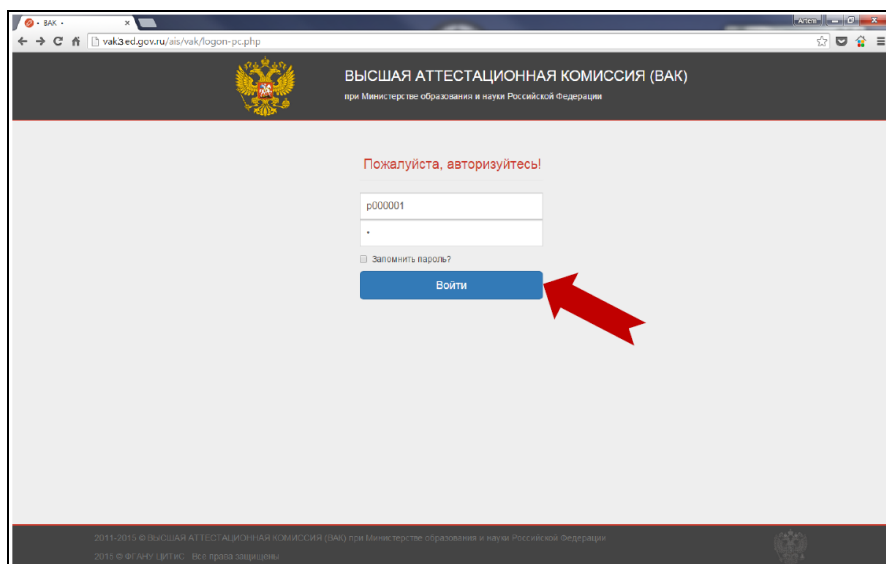 - ВАК -
Artem
vak3.ed.gov.ru/ais/vak/logon-pc.php
ВЫСШАЯ АТТЕСТАЦИОННАЯ КОМИССИЯ (ВАК)
при Министерстве образования и науки Российской Федерации
Пожалуйста, авторизуйтесь!
p000001
Запомнить пароль?
Войти
2011-2015 © ВЫСШАЯ АТТЕСТАЦИОННАЯ КОМИССИЯ (ВАК) при Министерстве образования и науки Российской Федерации
2015 © ФГАНУ ЦИТиС Все права защищены